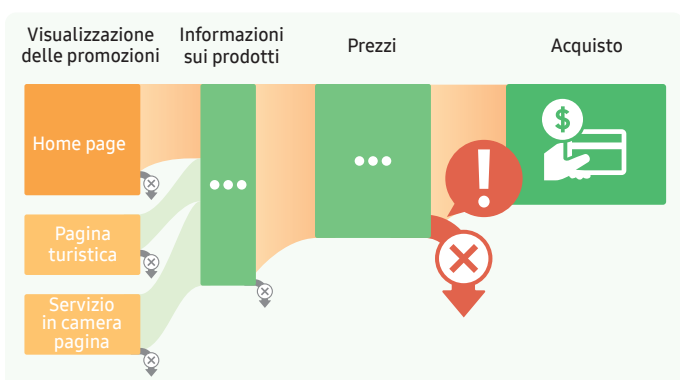 Visualizzazione
delle promozioni
Informazioni
sui prodotti
Prezzi
Acquisto
Home page
Pagina
turistica
Servizio
in camera
pagina
$
!